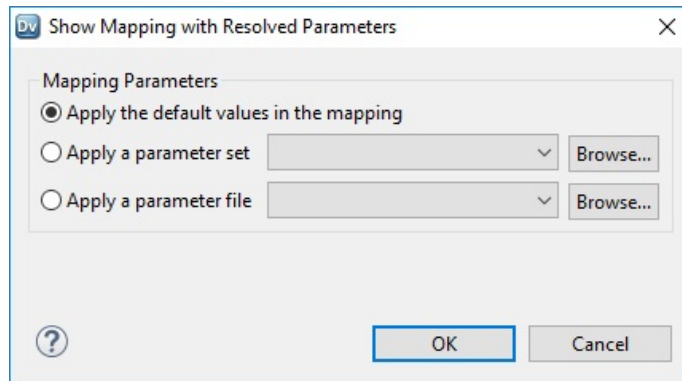 Dv Show Mapping with Resolved Parameters
Mapping Parameters
Apply the default values in the mapping
Apply a parameter set Browse...
Apply a parameter file Browse...
? OK Cancel